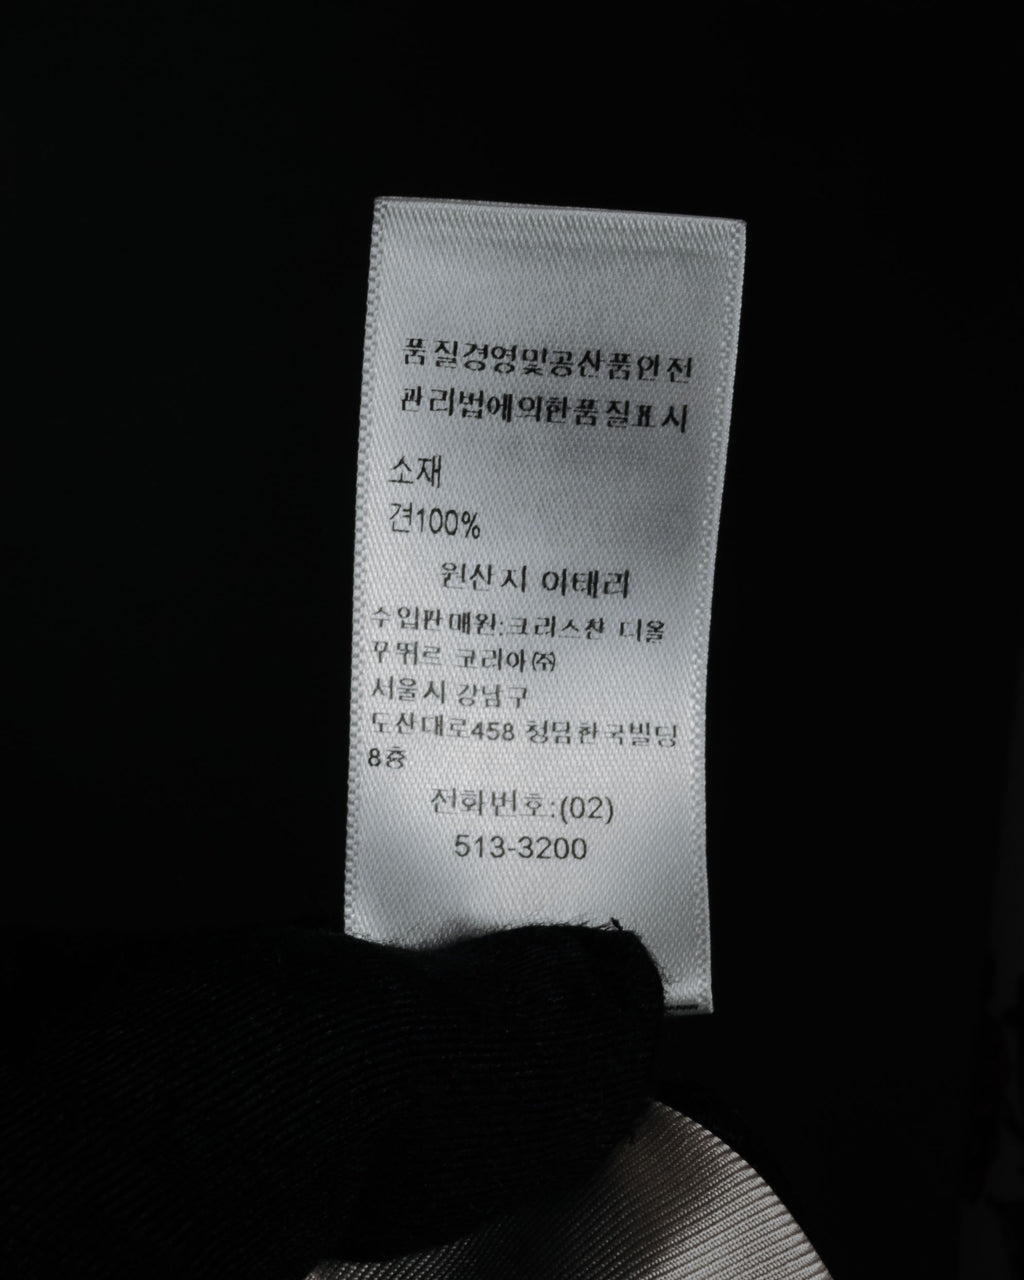 품질경영및공산품안전
관리법에의한품질표시
소재
견100%
원산지 이태리
수입판매원:크리스챤 디올
꾸뛰르 코리아㈜
서울시 강남구
도산대로458 청담한국빌딩
8층
전화번호:(02)
513-3200